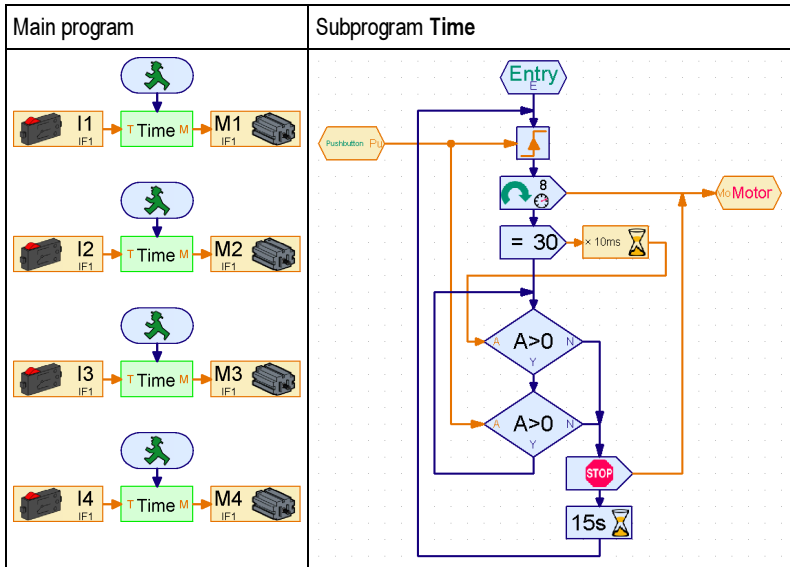 Main program
Subprogram Time
I1
IF1
T Time M
M1
IF1
I2
IF1
T Time M
M2
IF1
I3
IF1
T Time M
M3
IF1
I4
IF1
T Time M
M4
IF1
Entry
E
Pushbutton Pu
8
Mo Motor
= 30
× 10ms
A A>0 N
Y
A A>0 N
Y
STOP
15s